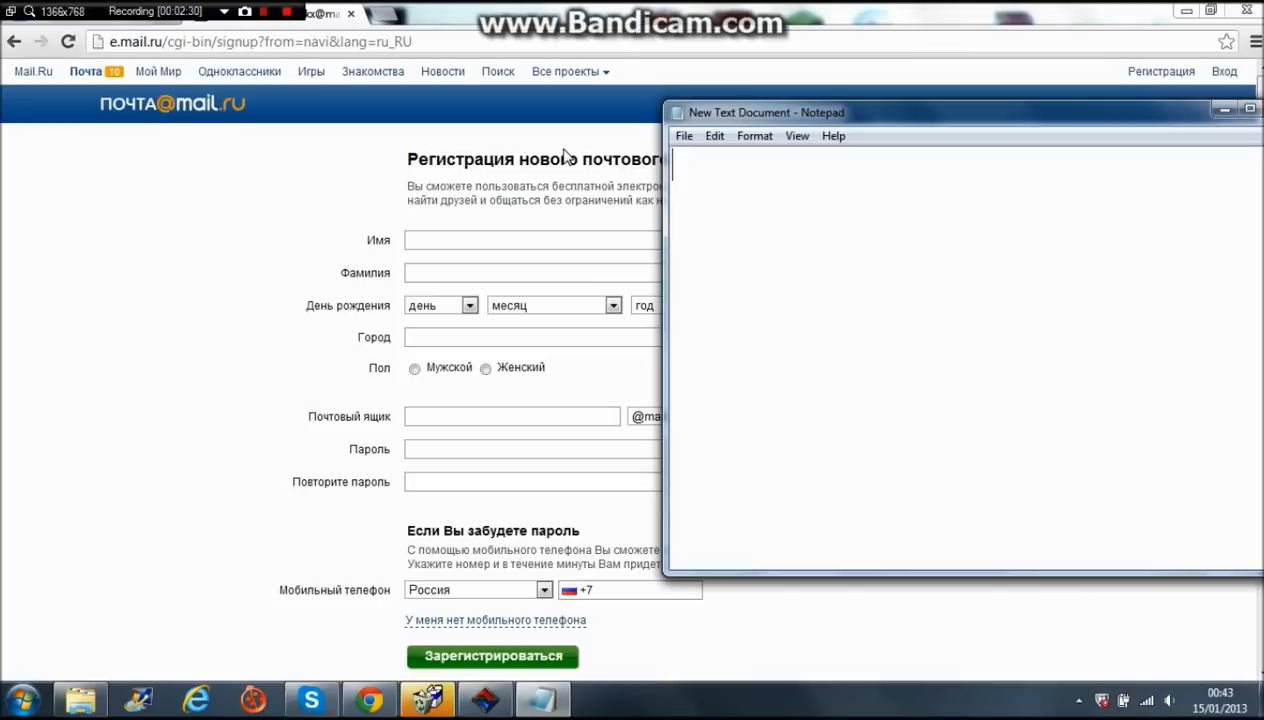 1366x768 Recording [00:02:30]
www.Bandicam.com
e.mail.ru/cgi-bin/signup?from=navi&lang=ru_RU
Mail.Ru Почта 10 Мой Мир Одноклассники Игры Знакомства Новости Поиск Все проекты Регистрация Вход
ПОЧТА@mail.ru
New Text Document - Notepad
File Edit Format View Help
Регистрация нового почтового
Вы сможете пользоваться бесплатной
найти друзей и общаться без ограничений как
Имя
Фамилия
День рождения день месяц год
Город
Пол Мужской Женский
Почтовый ящик @ma
Пароль
Повторите пароль
Если Вы забудете пароль
С помощью мобильного телефона Вы сможете
Укажите номер и в течение минуты Вам
Мобильный телефон Россия +7
У меня нет мобильного телефона
Зарегистрироваться
00:43
15/01/2013